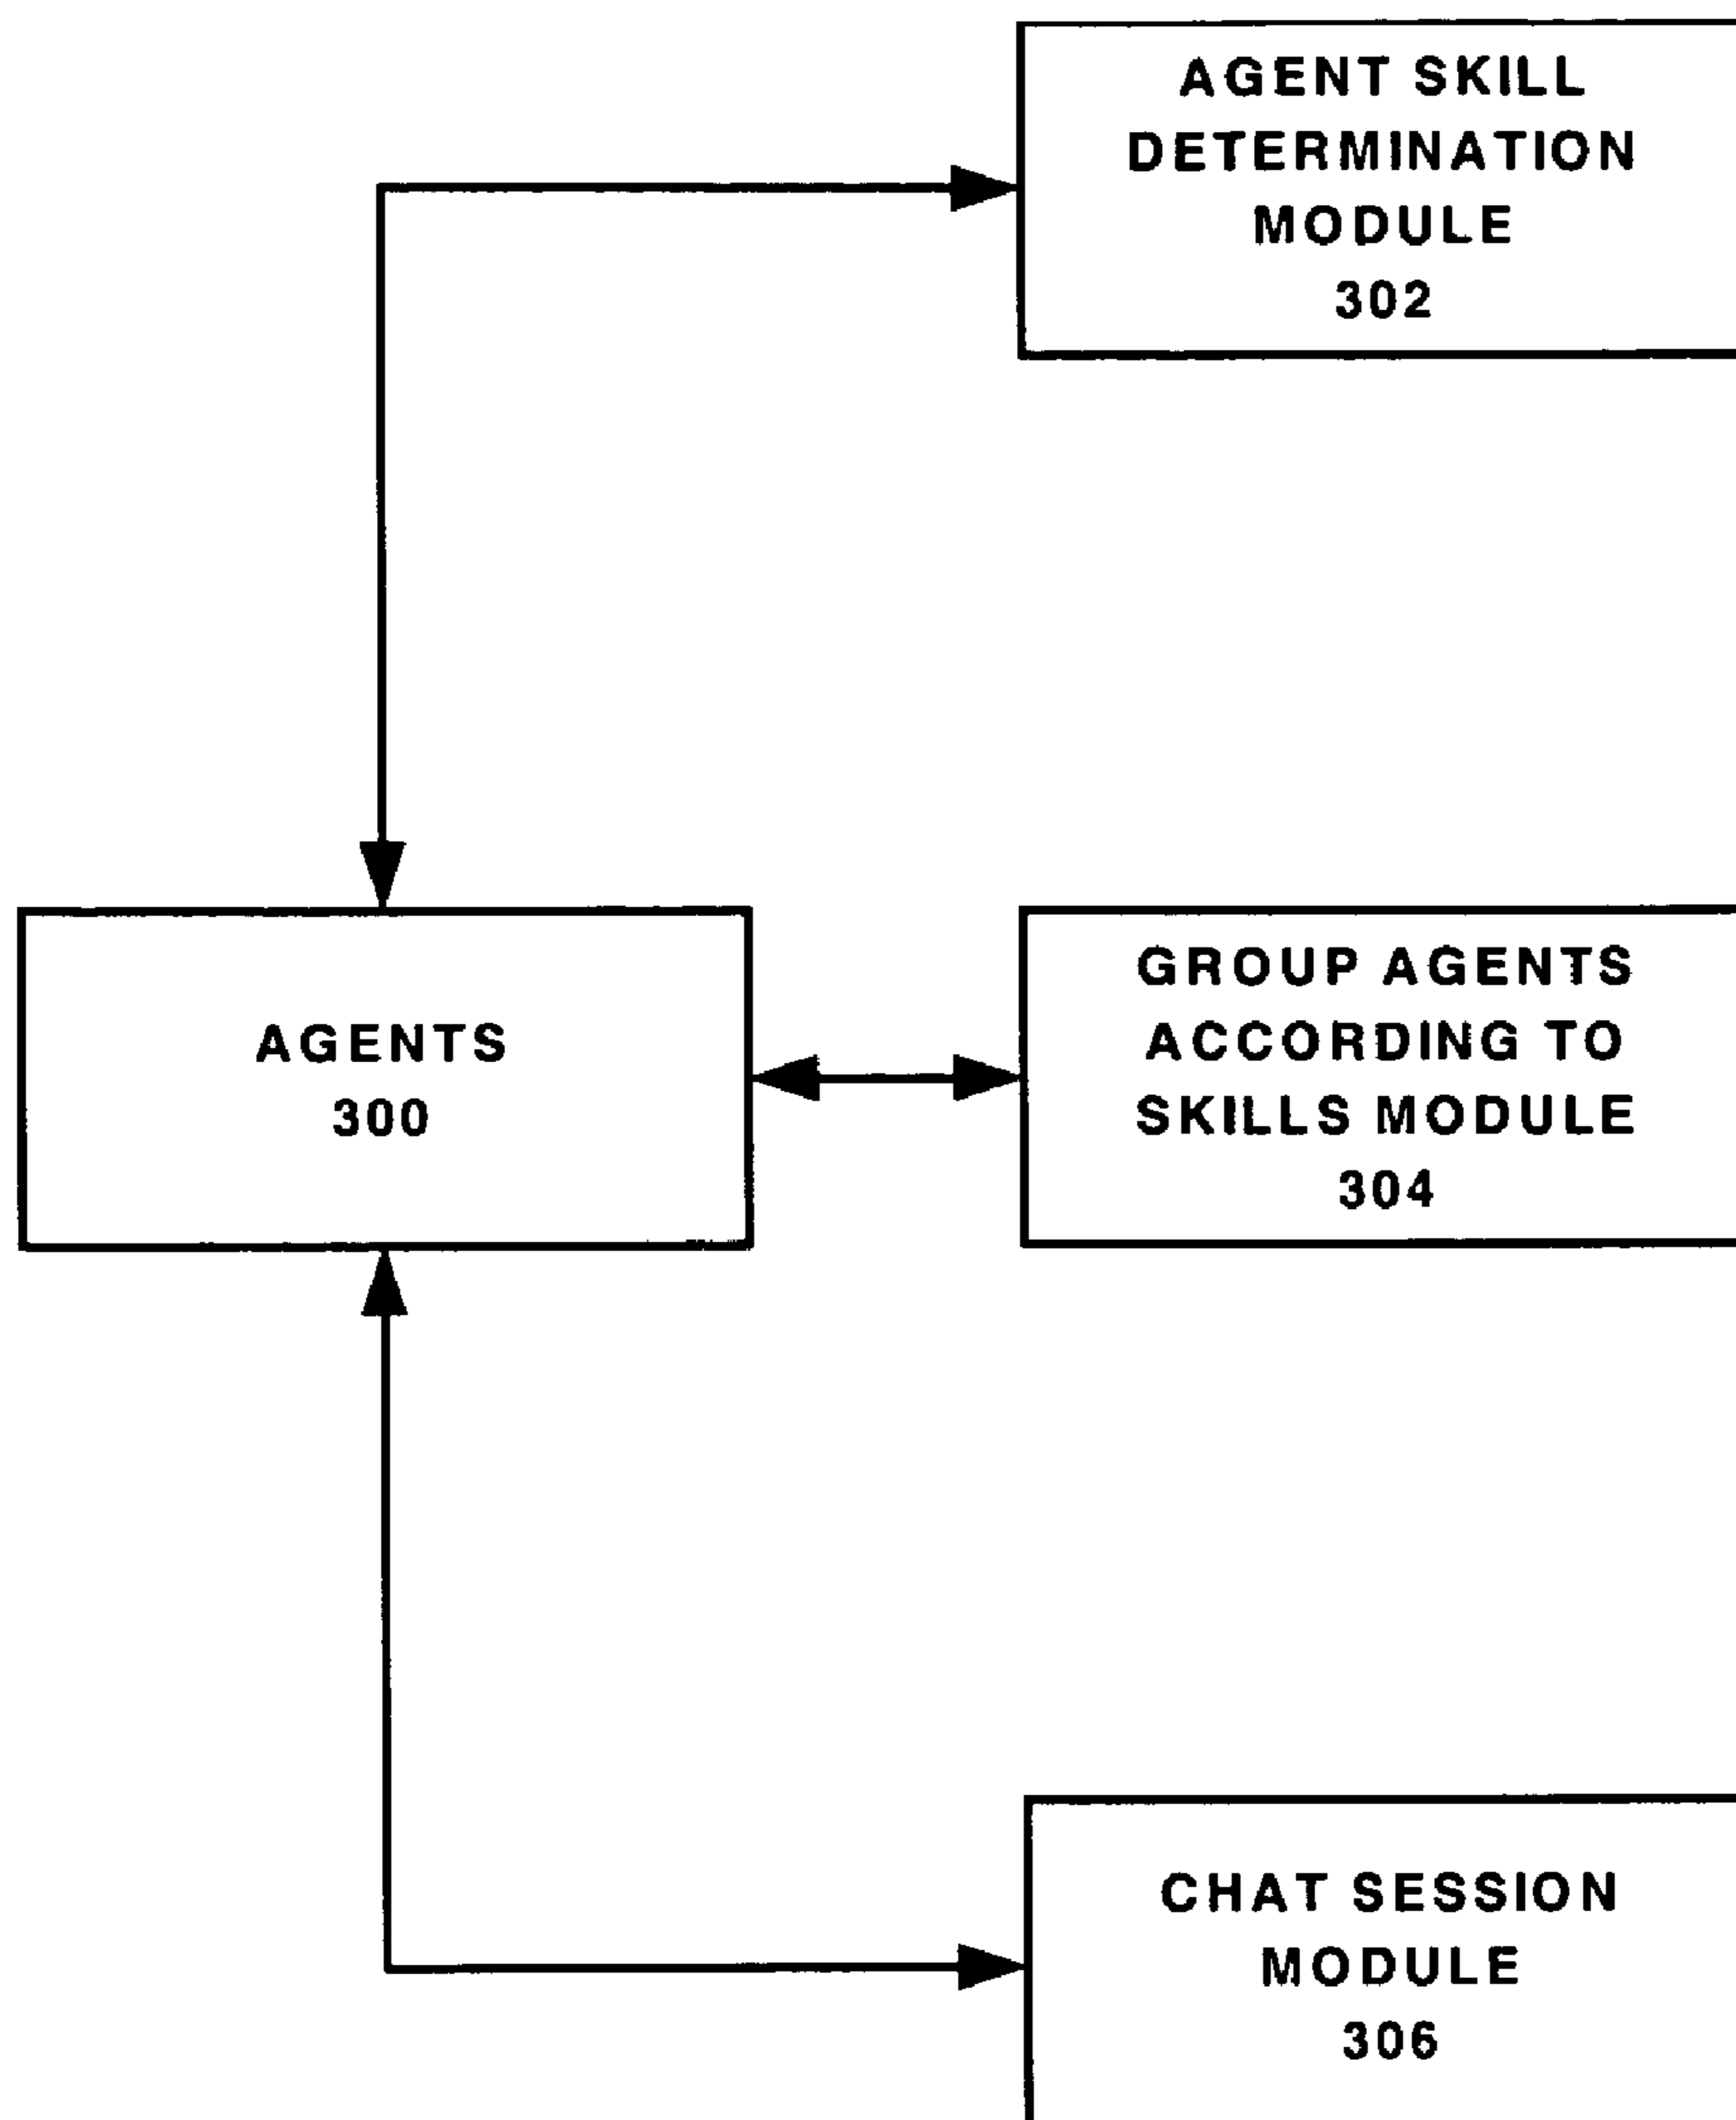 AGENT SKILL
DETERMINATION
MODULE
302
AGENTS
300
GROUP AGENTS
ACCORDING TO
SKILLS MODULE
304
CHAT SESSION
MODULE
306